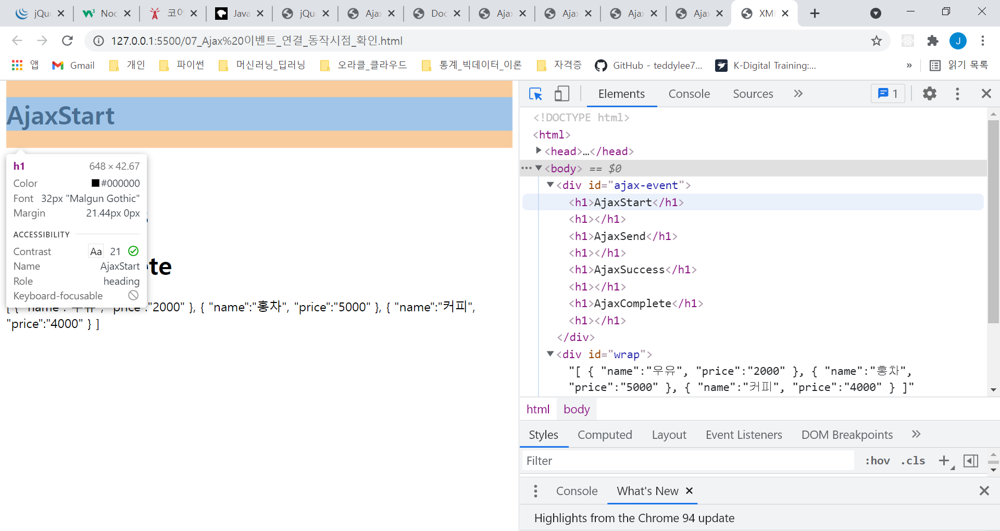 jQu
Noc
코어
Java
jQu
Aja
Doc
Aja
Aja
Aja
Aja
XM
127.0.0.1:5500/07_Ajax%20이벤트_연결_동작시점_확인.html
J
앱
Gmail
개인
파이썬
머신러닝_딥러닝
오라클_클라우드
통계_빅데이터_이론
자격증
GitHub - teddylee7...
K-Digital Training:...
»
읽기 목록
AjaxStart
h1 648 × 42.67
Color #000000
Font 32px "Malgun Gothic"
Margin 21.44px 0px
ACCESSIBILITY
Contrast Aa 21
Name AjaxStart
Role heading
Keyboard-focusable
te
"2000" }, { "name":"홍차", "price":"5000" }, { "name":"커피",
"price":"4000" } ]
Elements
Console
Sources
»
1
<!DOCTYPE html>
<html>
<head>…</head>
<body> == $0
<div id="ajax-event">
<h1>AjaxStart</h1>
<h1></h1>
<h1>AjaxSend</h1>
<h1></h1>
<h1>AjaxSuccess</h1>
<h1></h1>
<h1>AjaxComplete</h1>
<h1></h1>
</div>
<div id="wrap">
"[ { "name":"우유", "price":"2000" }, { "name":"홍차",
"price":"5000" }, { "name":"커피", "price":"4000" } ]"
html body
Styles
Computed
Layout
Event Listeners
DOM Breakpoints
»
Filter
:hov
.cls
Console
What's New
Highlights from the Chrome 94 update